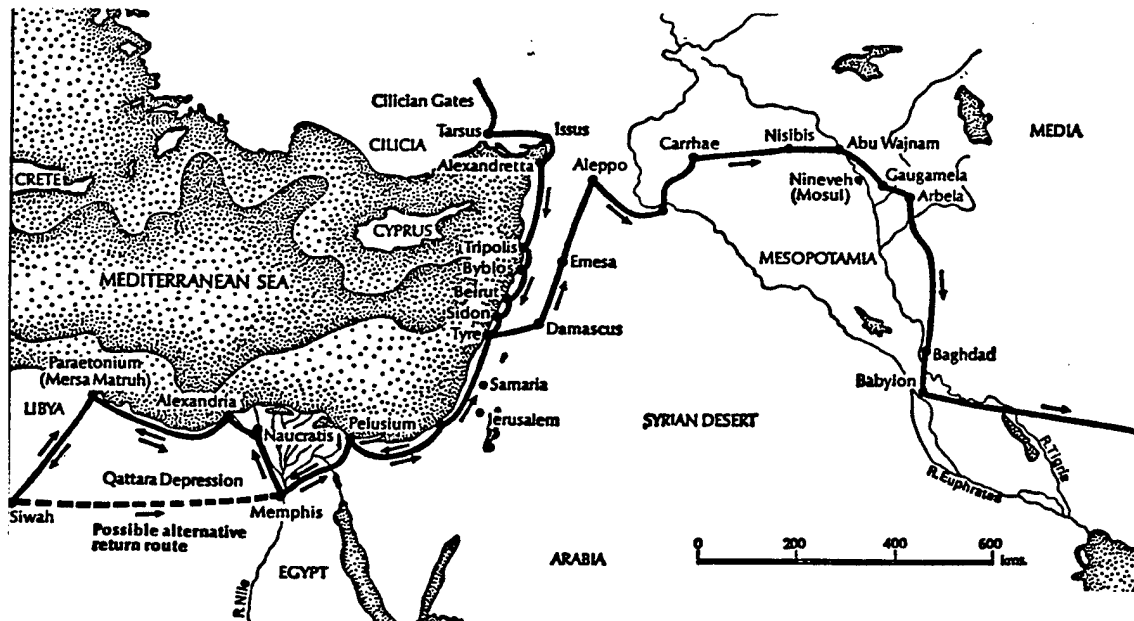 Cilician Gates
Tarsus
Issus
CILICIA
Alexandretta
Aleppo
Carrhae
Nisibis
Abu Wajnam
MEDIA
Nineveh
(Mosul)
Gaugamela
Arbela
CRETE
CYPRUS
MEDITERRANEAN SEA
Tripolis
Byblos
Beirut
Sidon
Tyre
Emesa
Damascus
MESOPOTAMIA
Baghdad
Babylon
Paraetonium
(Mersa Matruh)
LIBYA
Alexandria
Naucratis
Pelusium
Samaria
Jerusalem
SYRIAN DESERT
R. Tigris
R. Euphrates
Qattara Depression
Siwah
Memphis
Possible alternative
return route
EGYPT
R. Nile
ARABIA
0 200 400 600
kms.